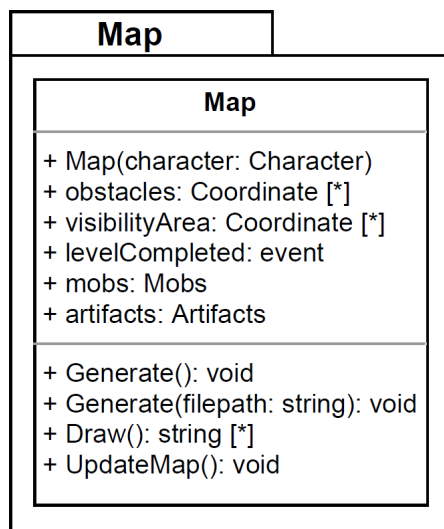 Map
Map
+ Map(character: Character)
+ obstacles: Coordinate [*]
+ visibilityArea: Coordinate [*]
+ levelCompleted: event
+ mobs: Mobs
+ artifacts: Artifacts
+ Generate(): void
+ Generate(filepath: string): void
+ Draw(): string [*]
+ UpdateMap(): void